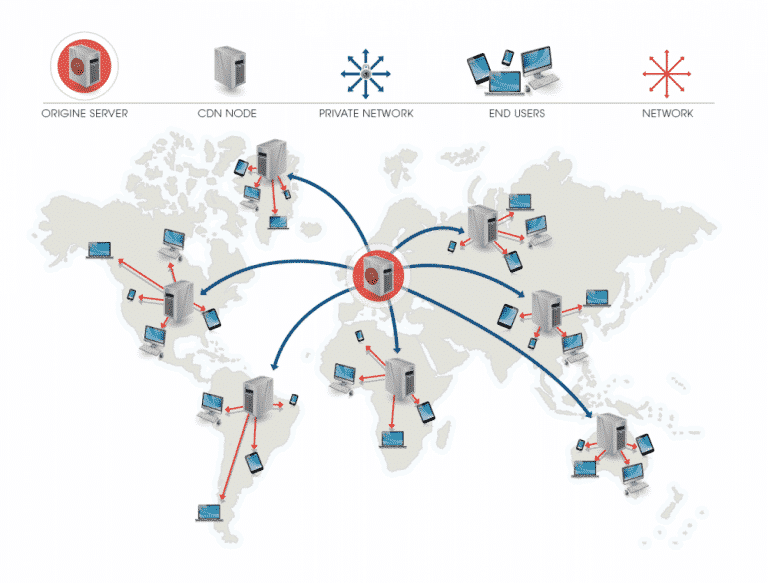 ORIGINE SERVER
CDN NODE
PRIVATE NETWORK
END USERS
NETWORK